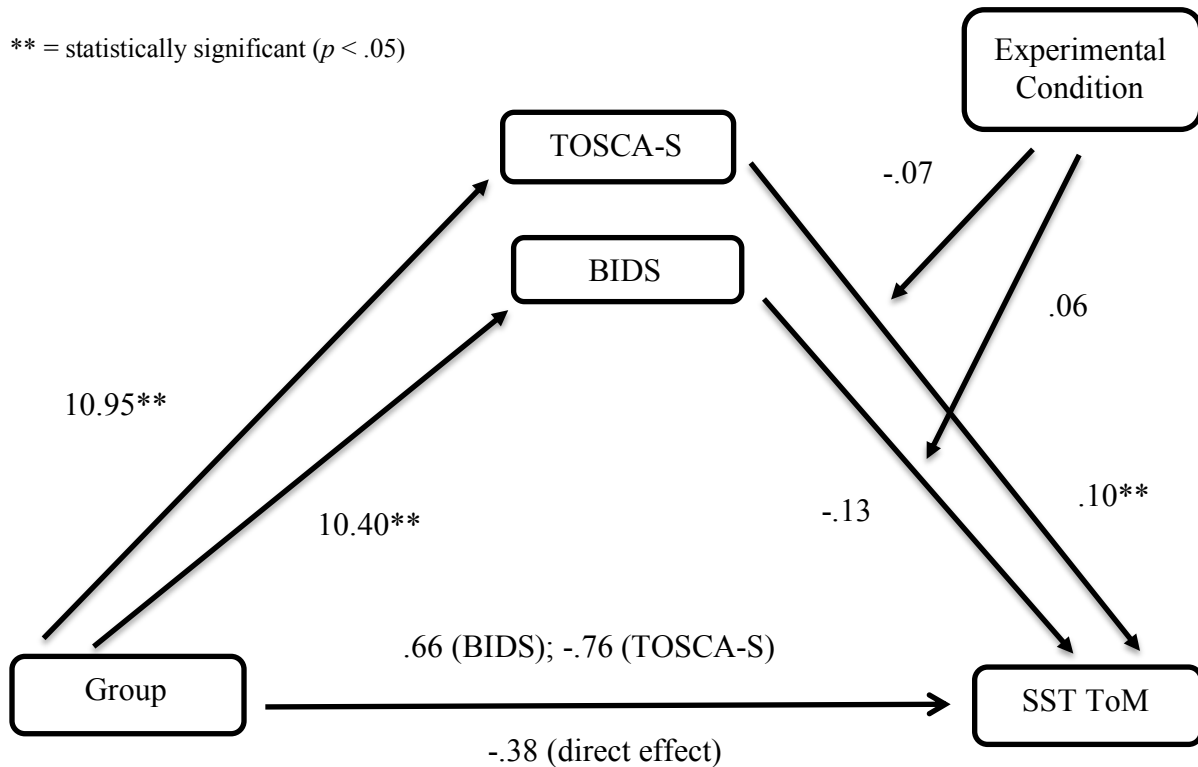 ** = statistically significant (p < .05)
Experimental
Condition
TOSCA-S
-.07
BIDS
.06
10.95**
10.40**
-.13
.10**
.66 (BIDS); -.76 (TOSCA-S)
Group
SST ToM
-.38 (direct effect)